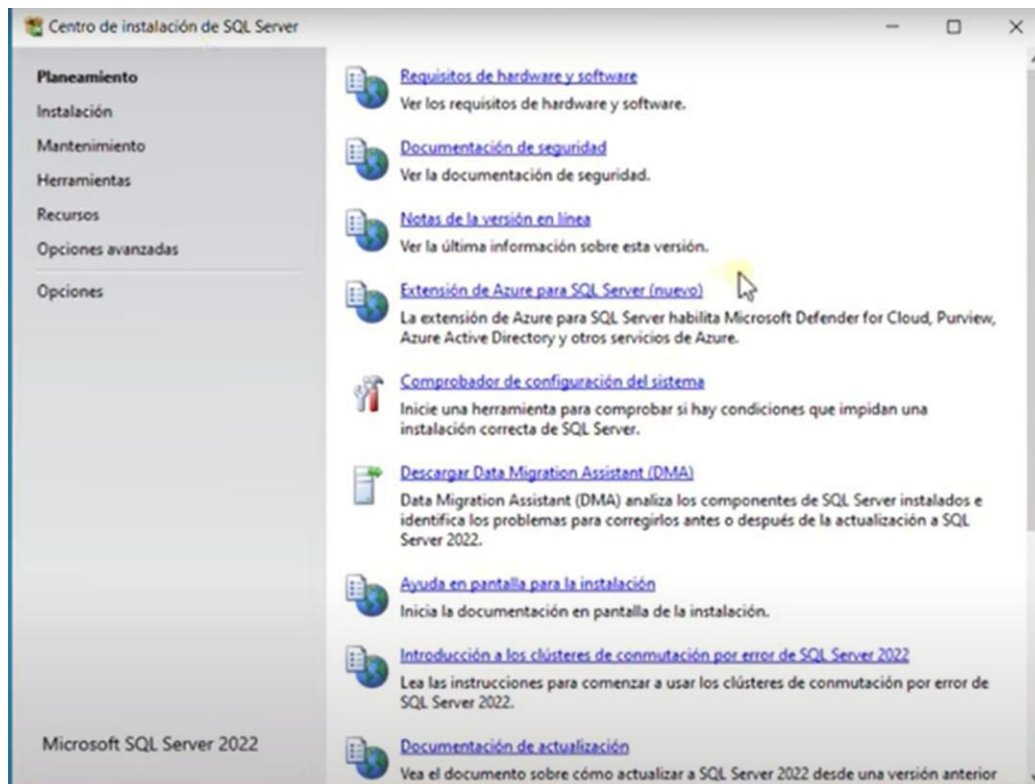 Centro de instalación de SQL Server
Planeamiento
Instalación
Mantenimiento
Herramientas
Recursos
Opciones avanzadas
Opciones
Microsoft SQL Server 2022
Requisitos de hardware y software
Ver los requisitos de hardware y software.
Documentación de seguridad
Ver la documentación de seguridad.
Notas de la versión en línea
Ver la última información sobre esta versión.
Extensión de Azure para SQL Server (nuevo)
La extensión de Azure para SQL Server habilita Microsoft Defender for Cloud, Purview,
Azure Active Directory y otros servicios de Azure.
Comprobador de configuración del sistema
Inicie una herramienta para comprobar si hay condiciones que impidan una
instalación correcta de SQL Server.
Descargar Data Migration Assistant (DMA)
Data Migration Assistant (DMA) analiza los componentes de SQL Server instalados e
identifica los problemas para corregirlos antes o después de la actualización a SQL
Server 2022.
Ayuda en pantalla para la instalación
Inicia la documentación en pantalla de la instalación.
Introducción a los clústeres de conmutación por error de SQL Server 2022
Lea las instrucciones para comenzar a usar los clústeres de conmutación por error de
SQL Server 2022.
Documentación de actualización
Vea el documento sobre cómo actualizar a SQL Server 2022 desde una versión anterior